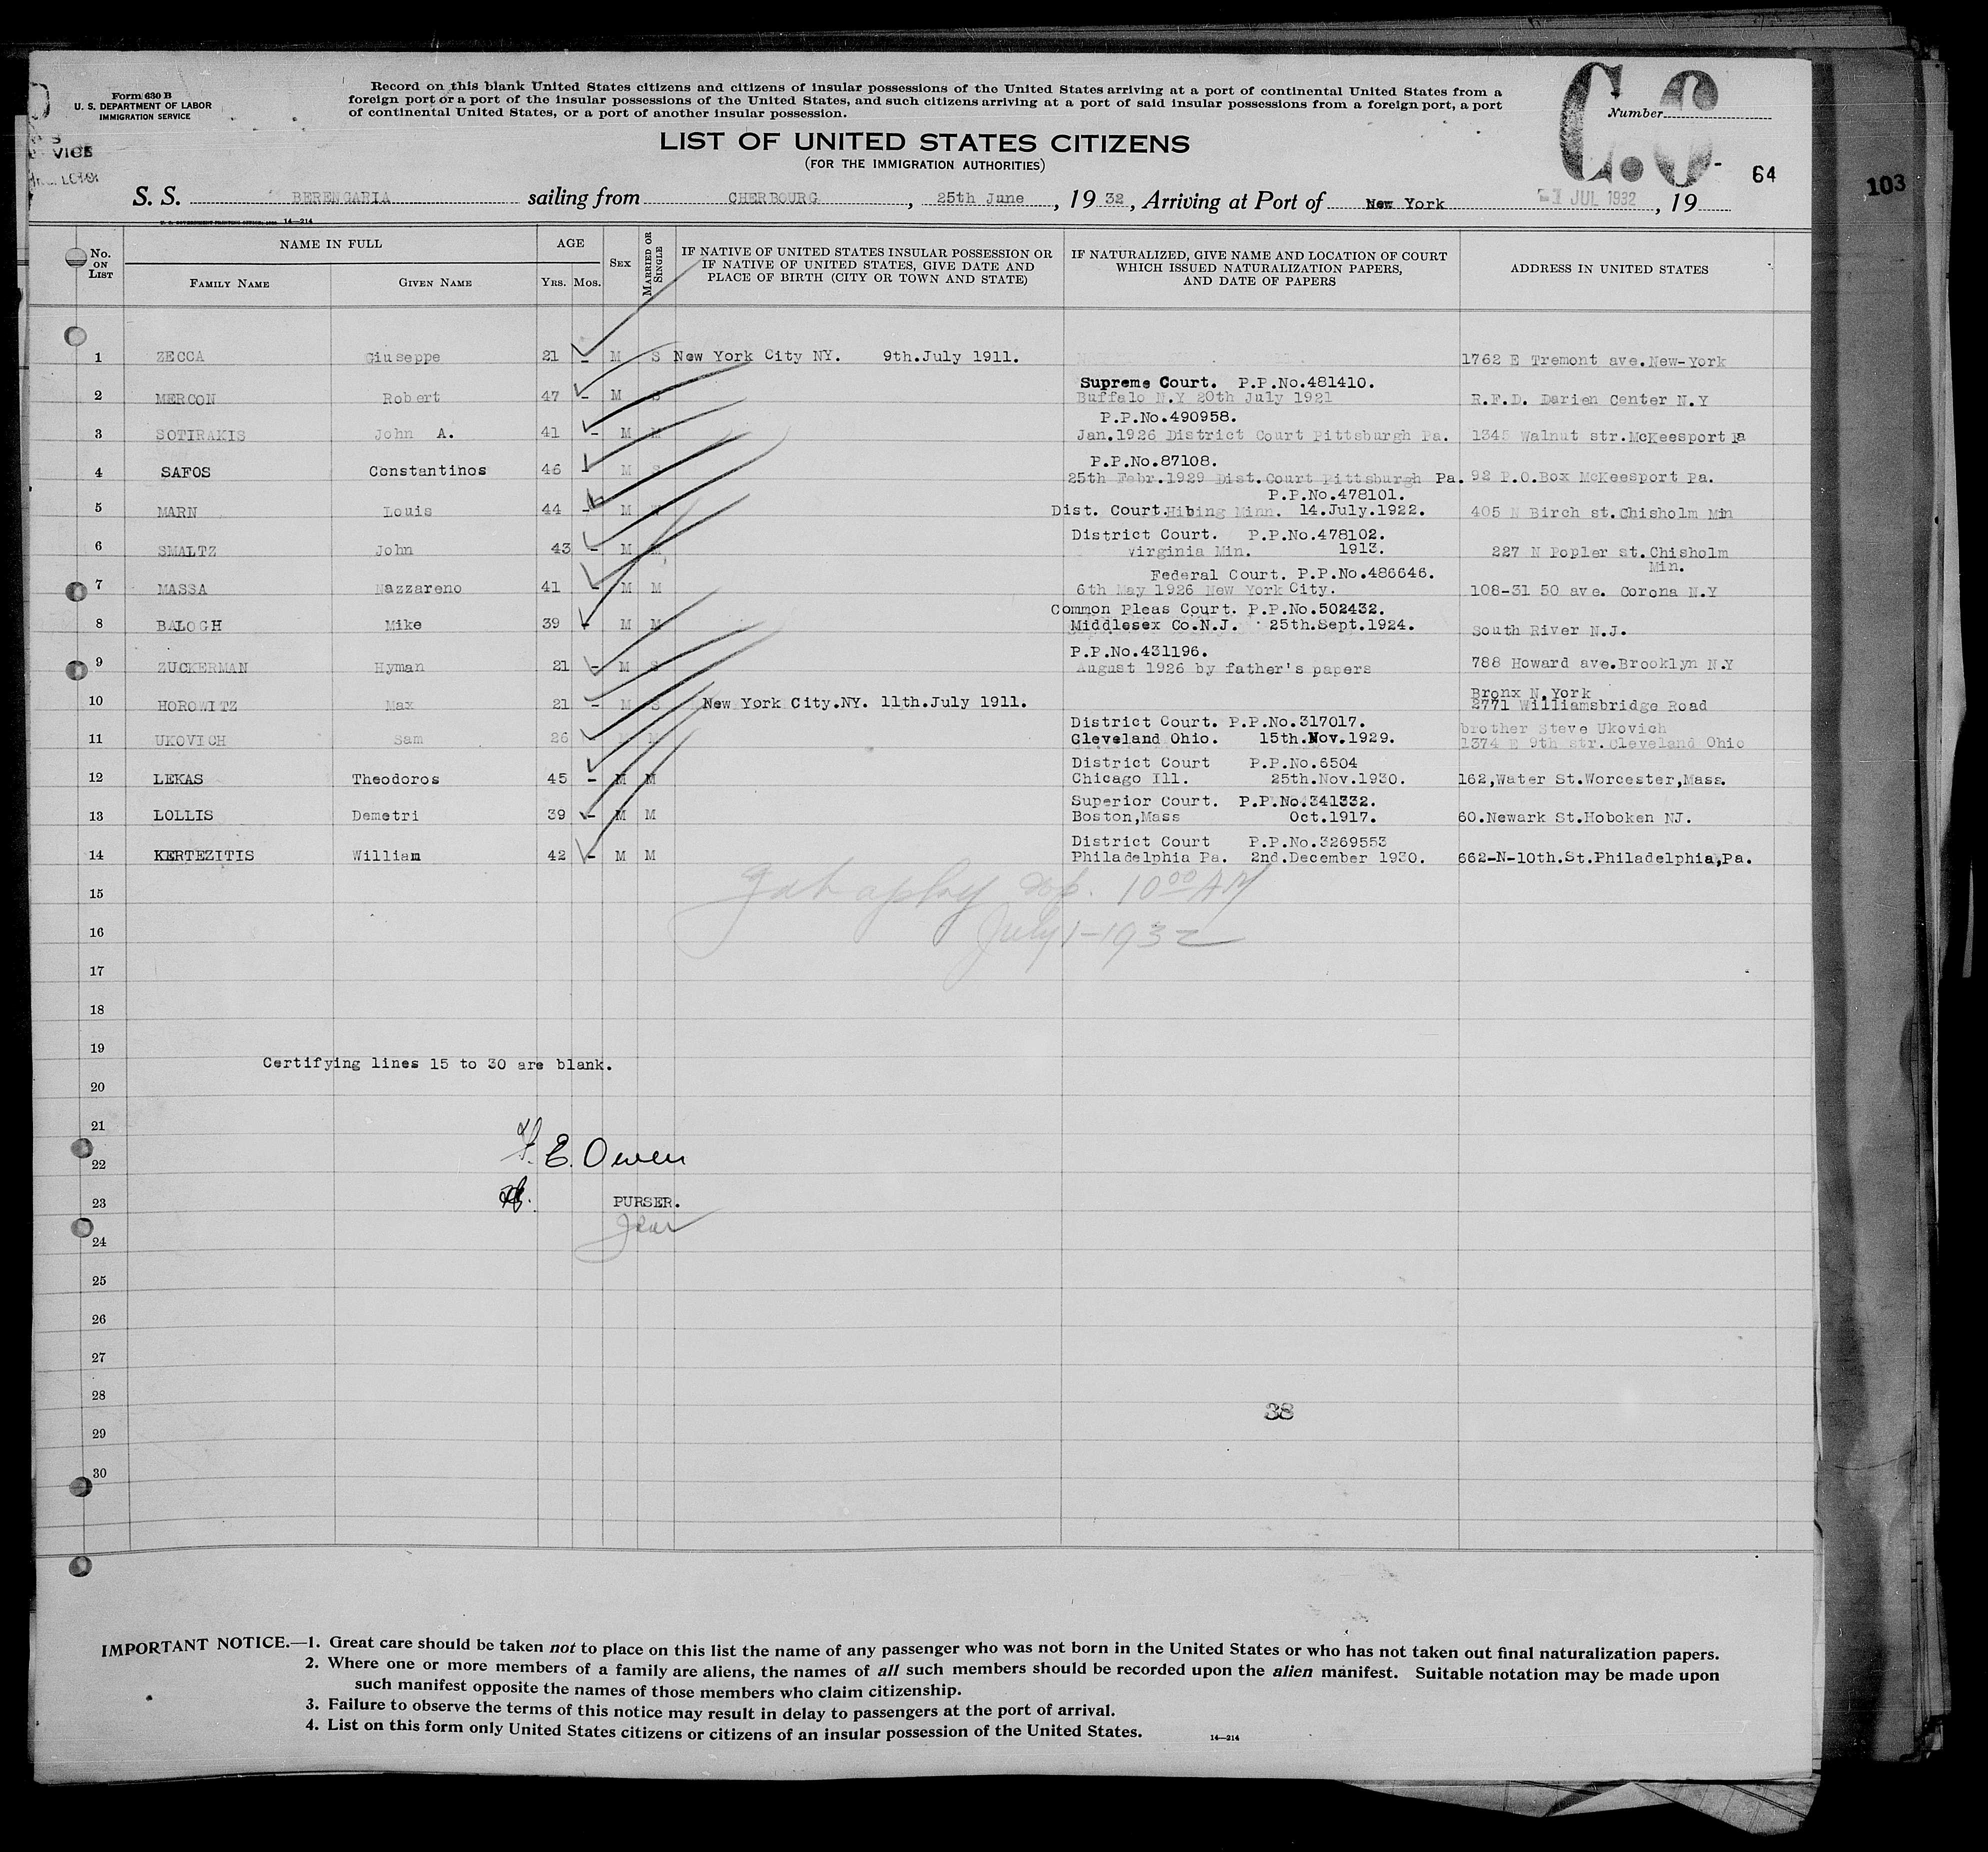 Form 630 B
U. S. DEPARTMENT OF LABOR
IMMIGRATION SERVICE
Record on this blank United States citizens and citizens of insular possessions of the United States arriving at a port of continental United States from a
foreign port or a port of the insular possessions of the United States, and such citizens arriving at a port of said insular possessions from a foreign port, a port
of continental United States, or a port of another insular possession.
C.O.
Number
LIST OF UNITED STATES CITIZENS
(FOR THE IMMIGRATION AUTHORITIES)
64
103
S. S. BERENGARIA sailing from CHERBOURG, 25th June, 1932, Arriving at Port of New York -1 JUL 1932, 19
14—214
No. ON LIST
NAME IN FULL
FAMILY NAME
GIVEN NAME
AGE
YRS. MOS.
SEX
MARRIED OR SINGLE
IF NATIVE OF UNITED STATES INSULAR POSSESSION OR
IF NATIVE OF UNITED STATES, GIVE DATE AND
PLACE OF BIRTH (CITY OR TOWN AND STATE)
IF NATURALIZED, GIVE NAME AND LOCATION OF COURT
WHICH ISSUED NATURALIZATION PAPERS,
AND DATE OF PAPERS
ADDRESS IN UNITED STATES
1 ZECCA Giuseppe 21 - M S New York City NY. 9th.July 1911. 1762 E Tremont ave.New-York
Supreme Court. P.P.No.481410.
2 MERCON Robert 47 - M S Buffalo N.Y 20th July 1921 R.F.D. Darien Center N.Y
P.P.No.490958.
3 SOTIRAKIS John A. 41 - M M Jan.1926 District Court Pittsburgh Pa. 1345 Walnut str.McKeesport Pa
P.P.No.87108.
4 SAFOS Constantinos 46 M S 25th Febr.1929 Dist.Court Pittsburgh Pa. 92 P.O.Box McKeesport Pa.
P.P.No.478101.
5 MARN Louis 44 - M Dist. Court.Hibing Minn. 14.July.1922. 405 N Birch st.Chisholm Min
District Court. P.P.No.478102.
6 SMALTZ John 43 - M M Virginia Min. 1913. 227 N Popler st.Chisholm
Min.
Federal Court. P.P.No.486646.
7 MASSA Nazzareno 41 - M M 6th May 1926 New York City. 108-31 50 ave. Corona N.Y
Common Pleas Court. P.P.No.502432.
8 BALOGH Mike 39 - M M Middlesex Co.N.J. 25th.Sept.1924. South River N.J.
P.P.No.431196.
9 ZUCKERMAN Hyman 21 - M S August 1926 by father's papers 788 Howard ave.Brooklyn N.Y
Bronx N.York
10 HOROWITZ Max 21 - M S New York City.NY. 11th.July 1911. 2771 Williamsbridge Road
District Court. P.P.No.317017. brother Steve Ukovich
11 UKOVICH Sam 26 M Cleveland Ohio. 15th.Nov.1929. 1374 E 9th str.Cleveland Ohio
District Court P.P.No.6504
12 LEKAS Theodoros 45 - M M Chicago Ill. 25th.Nov.1930. 162,Water St.Worcester,Mass.
Superior Court. P.P.No.341332.
13 LOLLIS Demetri 39 - M M Boston,Mass Oct.1917. 60.Newark St.Hoboken NJ.
District Court P.P.No.3269553
14 KERTEZITIS William 42 - M M Philadelphia Pa. 2nd.December 1930. 662-N-10th.St.Philadelphia,Pa.
15
10 00 AM
16
July 1-1932
17
18
19
Certifying lines 15 to 30 are blank.
20
21
22 E. Owen
23 PURSER.
24
25
26
27
28
38
29
30
IMPORTANT NOTICE.—1. Great care should be taken not to place on this list the name of any passenger who was not born in the United States or who has not taken out final naturalization papers.
2. Where one or more members of a family are aliens, the names of all such members should be recorded upon the alien manifest. Suitable notation may be made upon
such manifest opposite the names of those members who claim citizenship.
3. Failure to observe the terms of this notice may result in delay to passengers at the port of arrival.
4. List on this form only United States citizens or citizens of an insular possession of the United States.
14—214